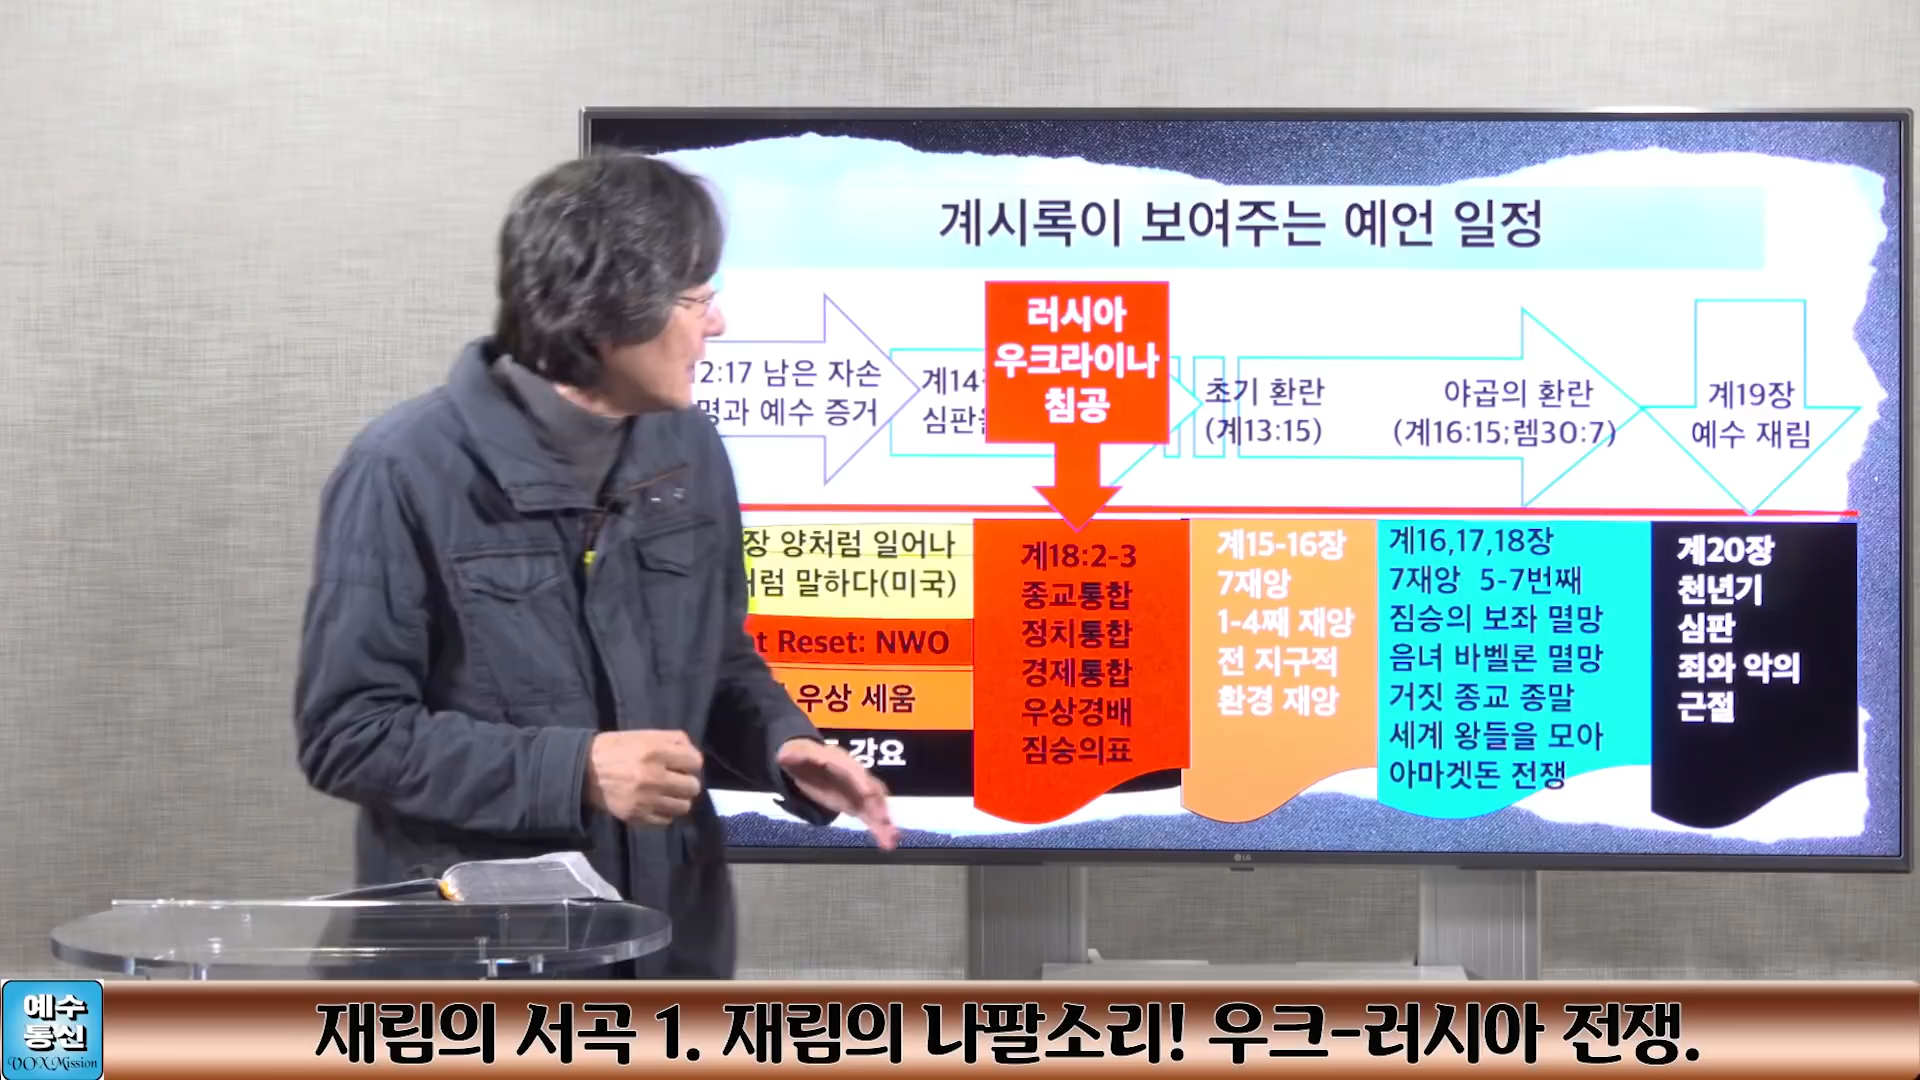 계시록이 보여주는 예언 일정
러시아
우크라이나
침공
2:17 남은 자손
명과 예수 증거
계14
심판
초기 환란
(계13:15)
야곱의 환란
(계16:15;렘30:7)
계19장
예수 재림
장 양처럼 일어나
처럼 말하다(미국)
t Reset: NWO
우상 세움
강요
계18:2-3
종교통합
정치통합
경제통합
우상경배
짐승의표
계15-16장
7재앙
1-4째 재앙
전 지구적
환경 재앙
계16,17,18장
7재앙 5-7번째
짐승의 보좌 멸망
음녀 바벨론 멸망
거짓 종교 종말
세계 왕들을 모아
아마겟돈 전쟁
계20장
천년기
심판
죄와 악의
근절
LG
예수
통신
VOX Mission
재림의 서곡 1. 재림의 나팔소리! 우크-러시아 전쟁.